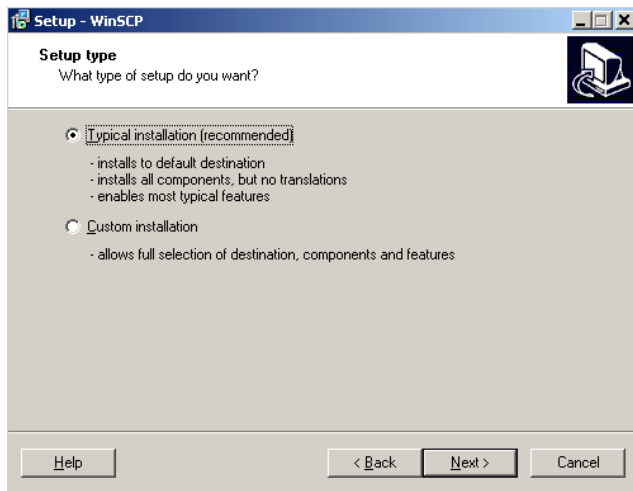 Setup - WinSCP
Setup type
What type of setup do you want?
Typical installation (recommended)
- installs to default destination
- installs all components, but no translations
- enables most typical features
Custom installation
- allows full selection of destination, components and features
Help
< Back
Next >
Cancel